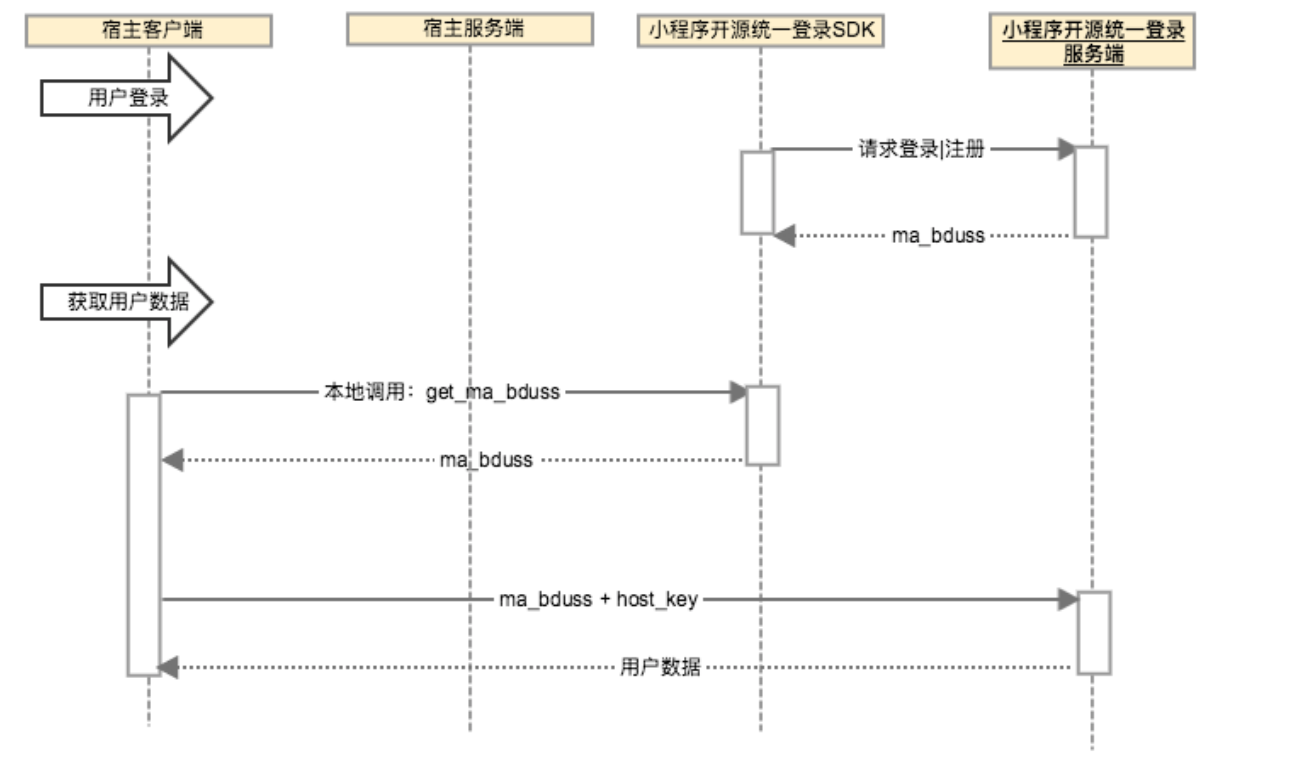 宿主客户端
宿主服务端
小程序开源统一登录SDK
小程序开源统一登录
服务端
用户登录
请求登录|注册
ma_bduss
获取用户数据
本地调用：get_ma_bduss
ma_bduss
ma_bduss + host_key
用户数据